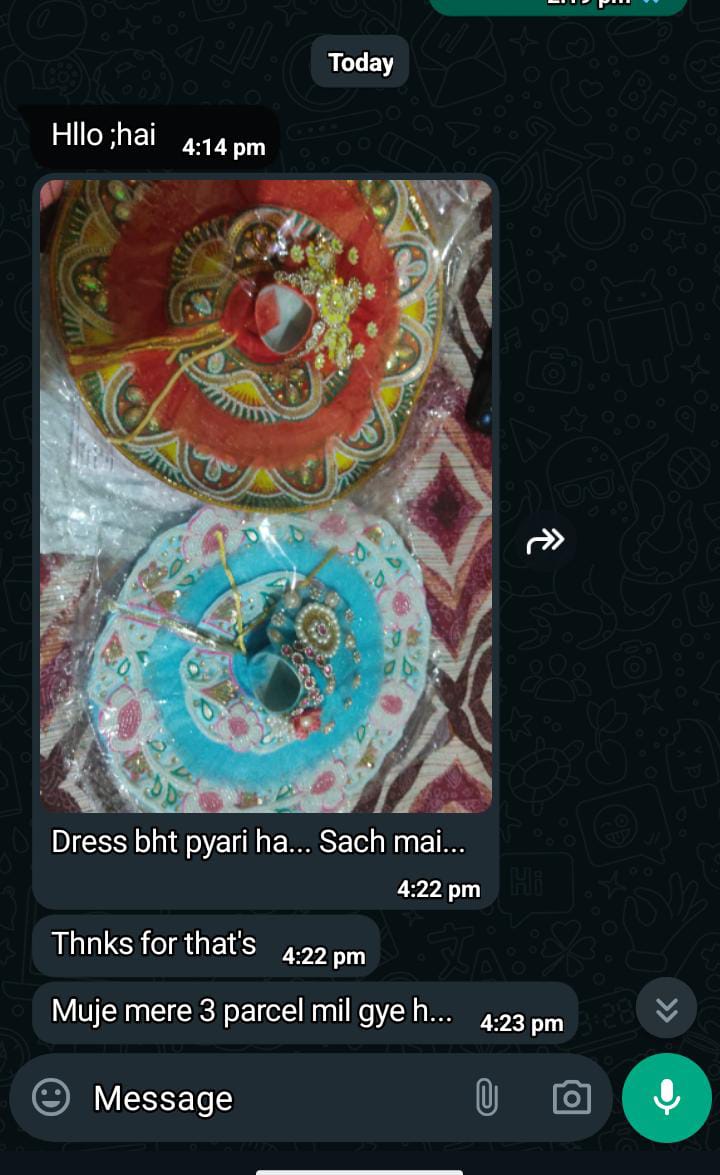 Today
Hllo ;hai 4:14 pm
Dress bht pyari ha... Sach mai...
4:22 pm
Thnks for that's 4:22 pm
Muje mere 3 parcel mil gye h... 4:23 pm
Message